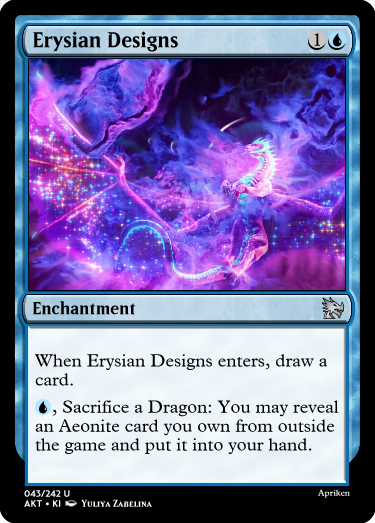 Erysian Designs 1
Enchantment
When Erysian Designs enters, draw a
card.
, Sacrifice a Dragon: You may reveal
an Aeonite card you own from outside
the game and put it into your hand.
043/242 U
Apriken
AKT • KI Yuliya Zabelina